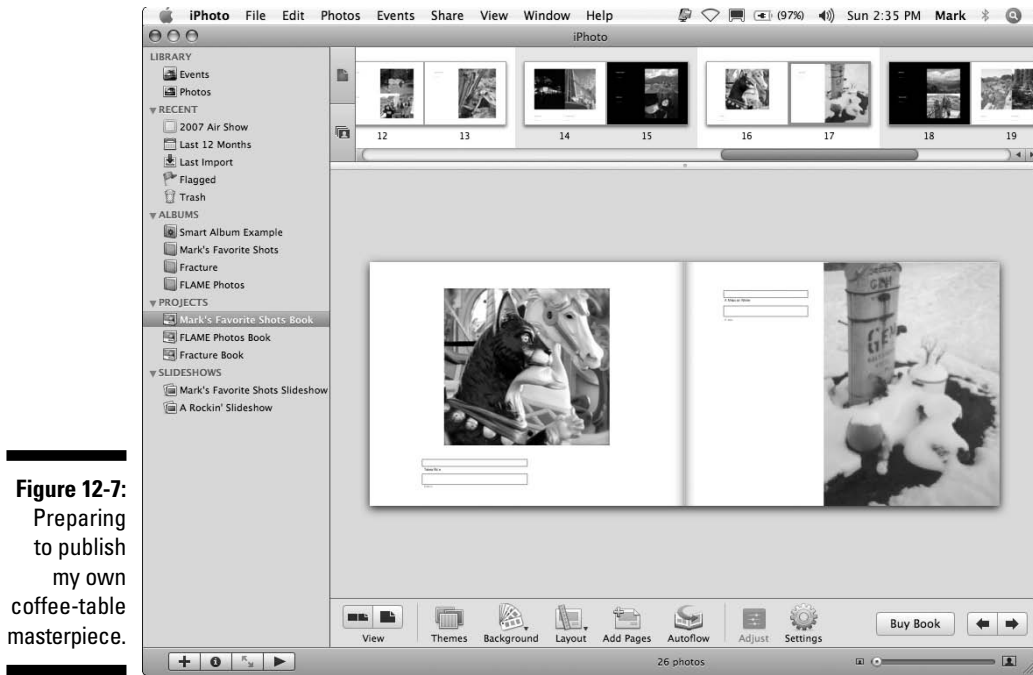 iPhoto File Edit Photos Events Share View Window Help (97%) Sun 2:35 PM Mark
iPhoto
LIBRARY
Events
Photos
RECENT
2007 Air Show
Last 12 Months
Last Import
Flagged
Trash
ALBUMS
Smart Album Example
Mark's Favorite Shots
Fracture
FLAME Photos
PROJECTS
Mark's Favorite Shots Book
FLAME Photos Book
Fracture Book
SLIDESHOWS
Mark's Favorite Shots Slideshow
A Rockin' Slideshow
12 13 14 15 16 17 18 19
View Themes Background Layout Add Pages Autoflow Adjust Settings Buy Book
26 photos
Figure 12-7:
Preparing
to publish
my own
coffee-table
masterpiece.